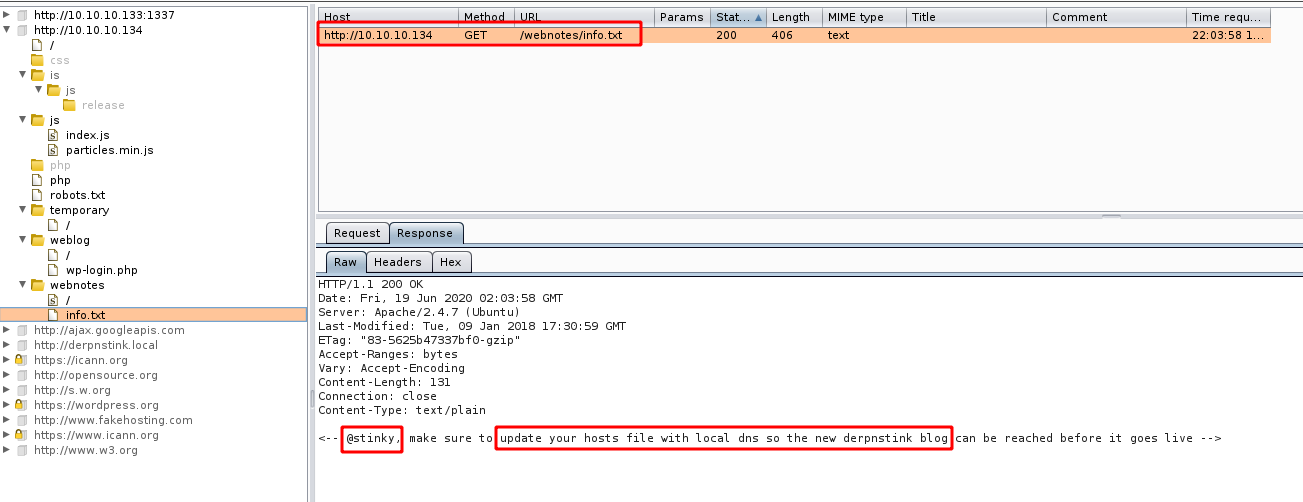 http://10.10.10.133:1337
http://10.10.10.134
/
css
is
js
release
js
index.js
particles.min.js
php
php
robots.txt
temporary
/
weblog
/
wp-login.php
webnotes
/
info.txt
http://ajax.googleapis.com
http://derpnstink.local
https://icann.org
http://opensource.org
http://s.w.org
https://wordpress.org
http://www.fakehosting.com
https://www.icann.org
http://www.w3.org
Host Method URL Params Stat... Length MIME type Title Comment Time requ...
http://10.10.10.134 GET /webnotes/info.txt 200 406 text 22:03:58 1...
Request Response
Raw Headers Hex
HTTP/1.1 200 OK
Date: Fri, 19 Jun 2020 02:03:58 GMT
Server: Apache/2.4.7 (Ubuntu)
Last-Modified: Tue, 09 Jan 2018 17:30:59 GMT
ETag: "83-5625b47337bf0-gzip"
Accept-Ranges: bytes
Vary: Accept-Encoding
Content-Length: 131
Connection: close
Content-Type: text/plain
<-- @stinky, make sure to update your hosts file with local dns so the new derpnstink blog can be reached before it goes live -->